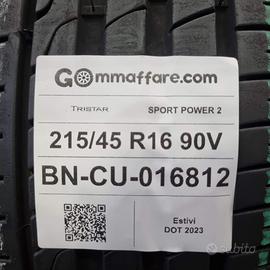 GOmmaffare.com
TRISTAR SPORT POWER 2
215/45 R16 90V
BN-CU-016812
Estivi
DOT 2023
subito